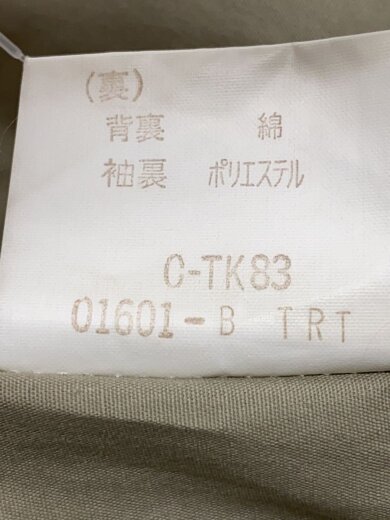 (裏)
背裏 綿
袖裏 ポリエステル
C-TK83
01601-B TRT